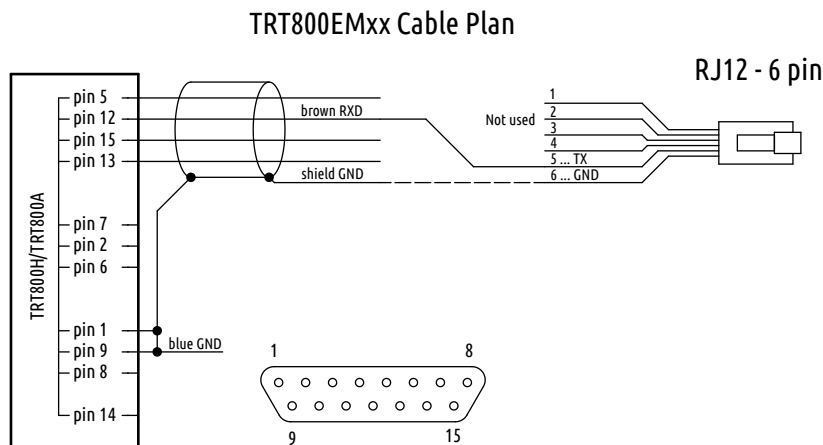 TRT800EMxx Cable Plan
RJ12 - 6 pin
TRT800H/TRT800A
pin 5
pin 12
pin 15
pin 13
pin 7
pin 2
pin 6
pin 1
pin 9
pin 8
pin 14
brown RXD
shield GND
blue GND
Not used
1
2
3
4
5 ... TX
6 ... GND
1
8
9
15